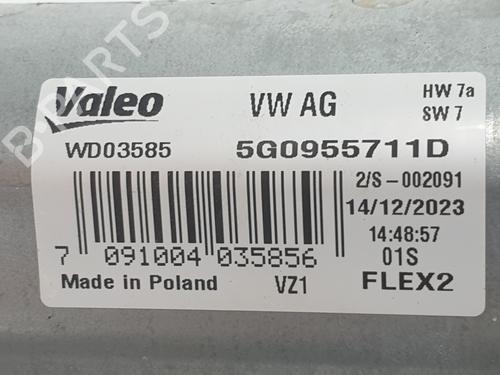 B-PARTS
Valeo
VW AG
HW 7a
SW 7
WD03585
5G0955711D
2/S-002091
14/12/2023
14:48:57
7 091004 035856
01S
Made in Poland
VZ1
FLEX2